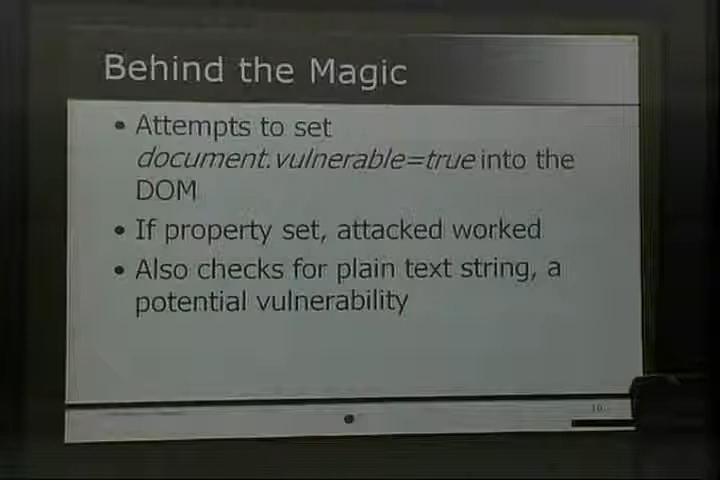 Behind the Magic
• Attempts to set
document.vulnerable=true into the
DOM
• If property set, attacked worked
• Also checks for plain text string, a
potential vulnerability
16